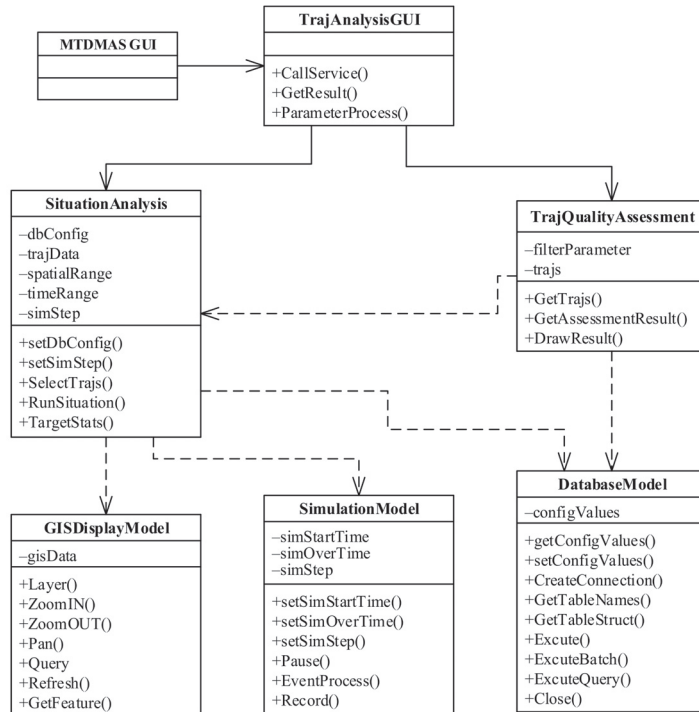 TrajAnalysisGUI
MTDMAS GUI
+CallService()
+GetResult()
+ParameterProcess()
SituationAnalysis
–dbConfig
–trajData
–spatialRange
–timeRange
–simStep
+setDbConfig()
+setSimStep()
+SelectTrajs()
+RunSituation()
+TargetStats()
TrajQualityAssessment
–filterParameter
–trajs
+GetTrajs()
+GetAssessmentResult()
+DrawResult()
GISDisplayModel
–gisData
+Layer()
+ZoomIN()
+ZoomOUT()
+Pan()
+Query
+Refresh()
+GetFeature()
SimulationModel
–simStartTime
–simOverTime
–simStep
+setSimStartTime()
+setSimOverTime()
+setSimStep()
+Pause()
+EventProcess()
+Record()
DatabaseModel
–configValues
+getConfigValues()
+setConfigValues()
+CreateConnection()
+GetTableNames()
+GetTableStruct()
+Excute()
+ExcuteBatch()
+ExcuteQuery()
+Close()